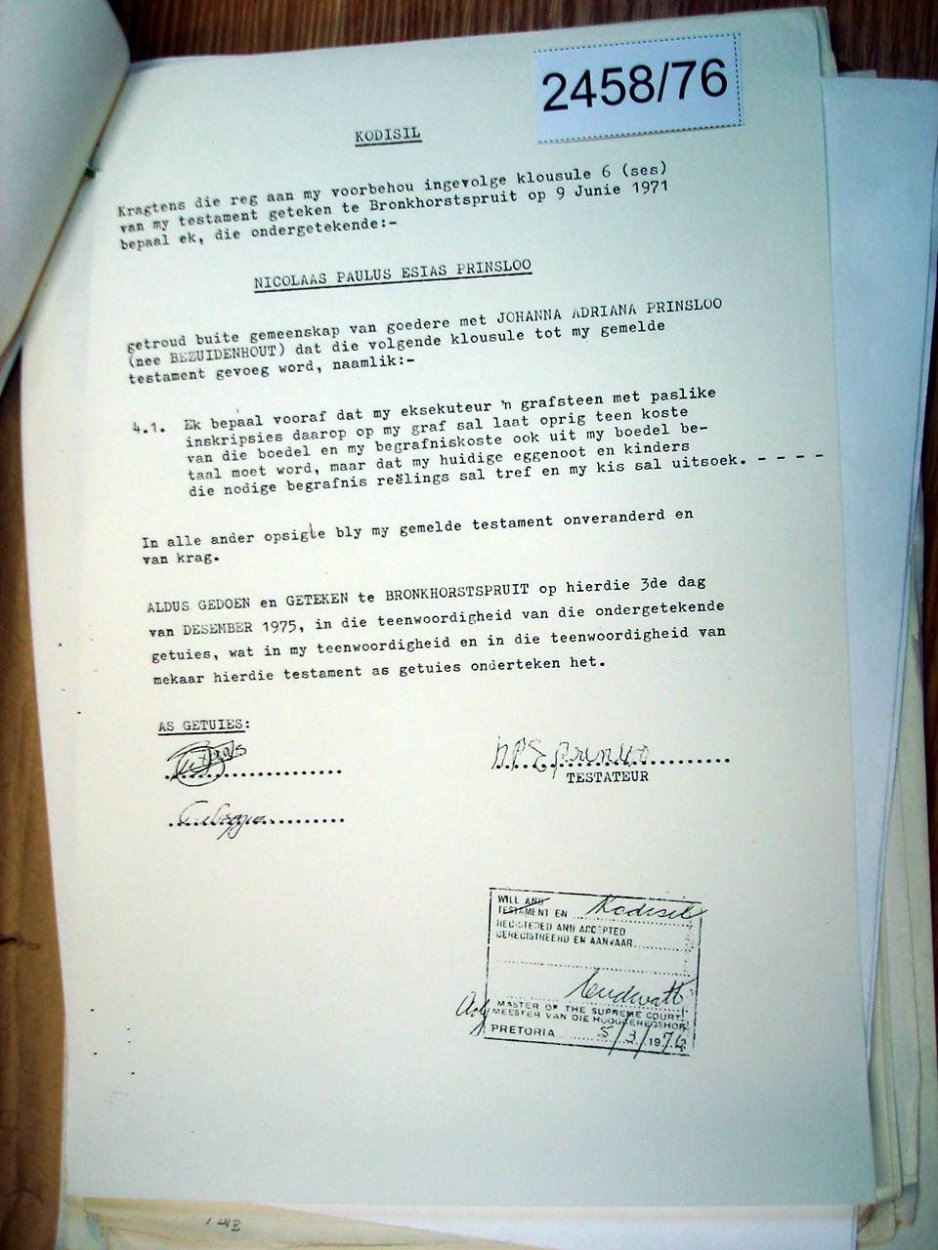 2458/76
KODISIL
Kragtens die reg aan my voorbehou ingevolge klousule 6 (ses)
van my testament geteken te Bronkhorstspruit op 9 Junie 1971
bepaal ek, die ondergetekende:-
NICOLAAS PAULUS ESIAS PRINSLOO
getroud buite gemeenskap van goedere met JOHANNA ADRIANA PRINSLOO
(nee BEZUIDENHOUT) dat die volgende klousule tot my gemelde
testament gevoeg word, naamlik:-
4.1. Ek bepaal vooraf dat my eksekuteur 'n grafsteen met paslike
inskripsies daarop op my graf sal laat oprig teen koste
van die boedel en my begrafniskoste ook uit my boedel be-
taal moet word, maar dat my huidige eggenoot en kinders
die nodige begrafnis reëlings sal tref en my kis sal uitsoek. - - - -
In alle ander opsigte bly my gemelde testament onveranderd en
van krag.
ALDUS GEDOEN en GETEKEN te BRONKHORSTSPRUIT op hierdie 3de dag
van DESEMBER 1975, in die teenwoordigheid van die ondergetekende
getuies, wat in my teenwoordigheid en in die teenwoordigheid van
mekaar hierdie testament as getuies onderteken het.
AS GETUIES:
N.P.E Prinsloo
TESTATEUR
WILL AND
TESTAMENT EN Kodisil
REGISTERED AND ACCEPTED
GEREGISTREERD EN AANVAAR
MASTER OF THE SUPREME COURT
MEESTER VAN DIE HOOGGEREGSHOF
PRETORIA 5/3/1976